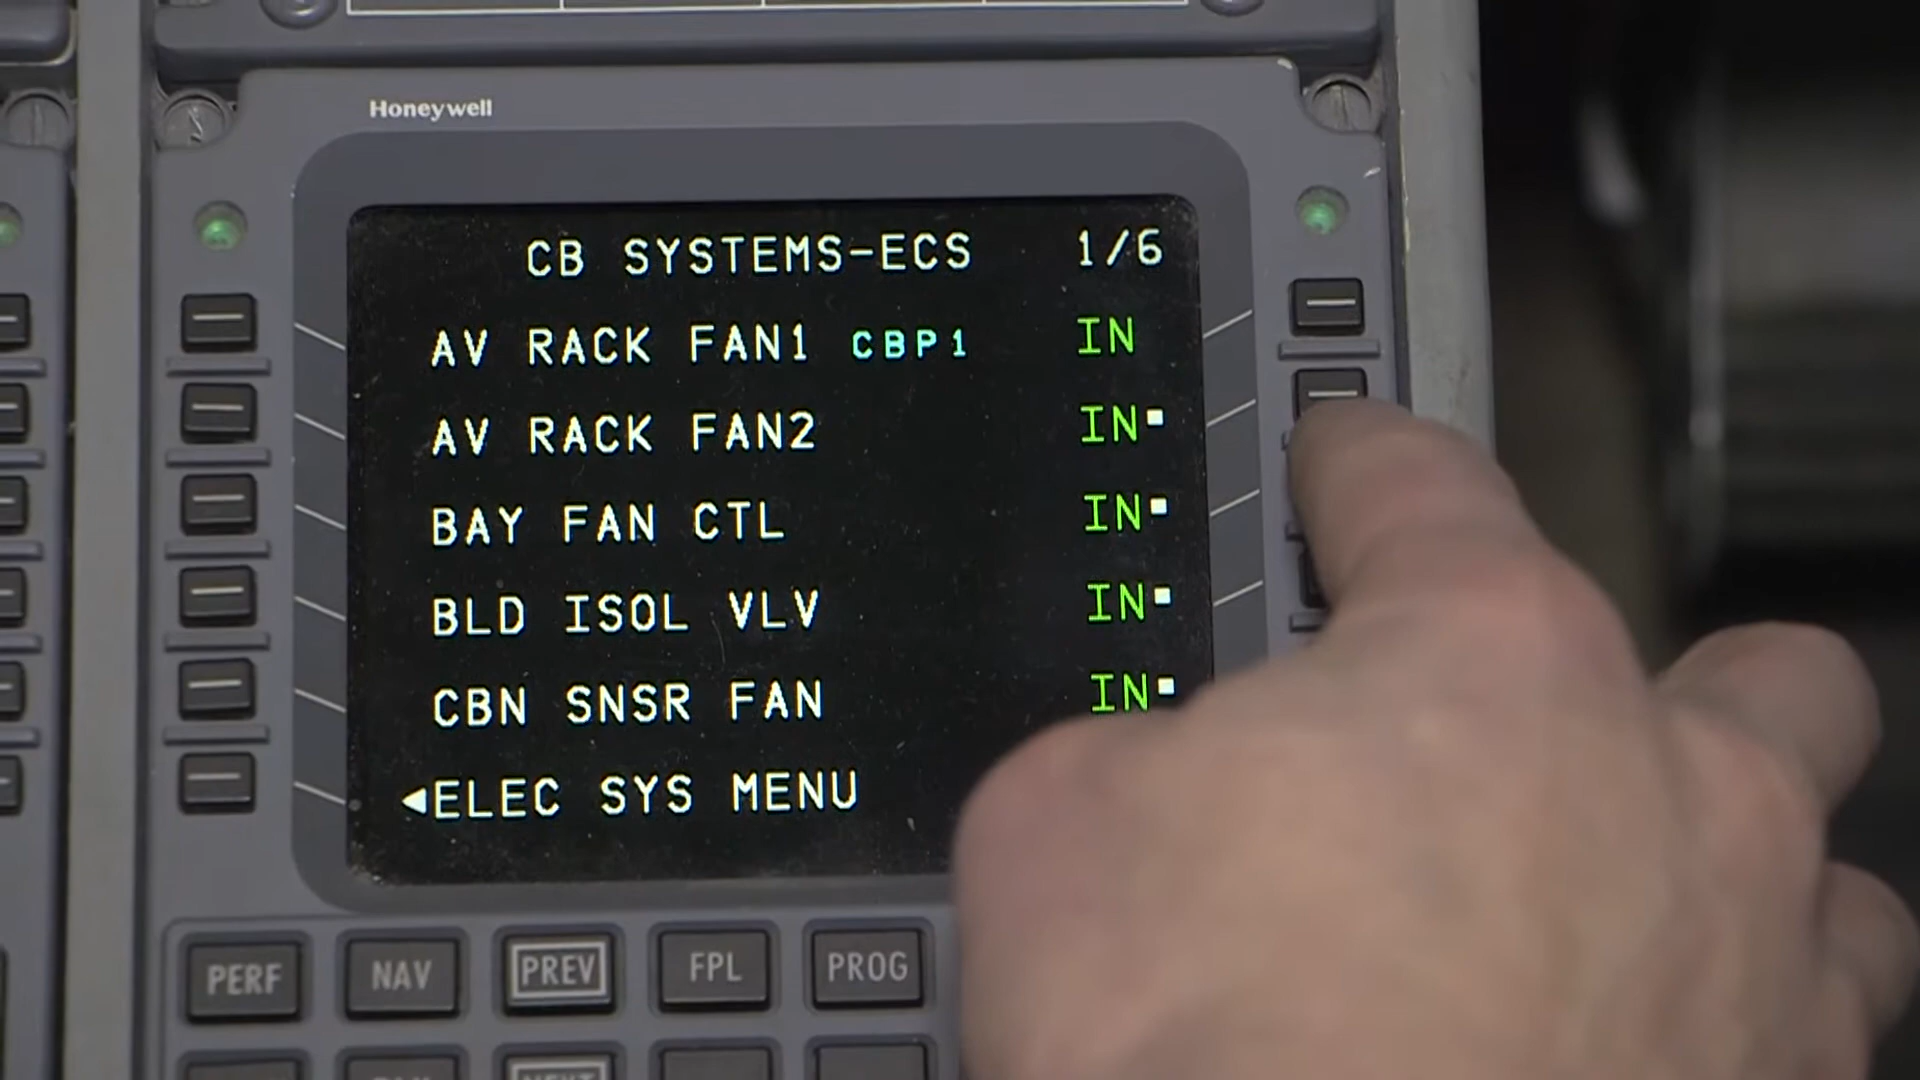 Honeywell
CB SYSTEMS-ECS 1/6
AV RACK FAN1 CBP1 IN
AV RACK FAN2 IN
BAY FAN CTL IN
BLD ISOL VLV IN
CBN SNSR FAN IN
◀ELEC SYS MENU
PERF NAV PREV FPL PROG
NEXT